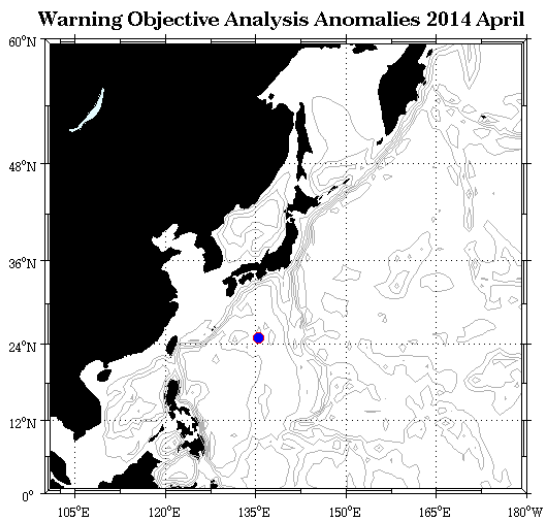 Warning Objective Analysis Anomalies 2014 April
60°N
48°N
36°N
24°N
12°N
0°
105°E 120°E 135°E 150°E 165°E 180°W